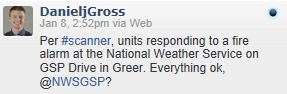 DanieljGross
Jan 8, 2:52pm via Web
Per #scanner, units responding to a fire
alarm at the National Weather Service on
GSP Drive in Greer. Everything ok,
@NWSGSP?